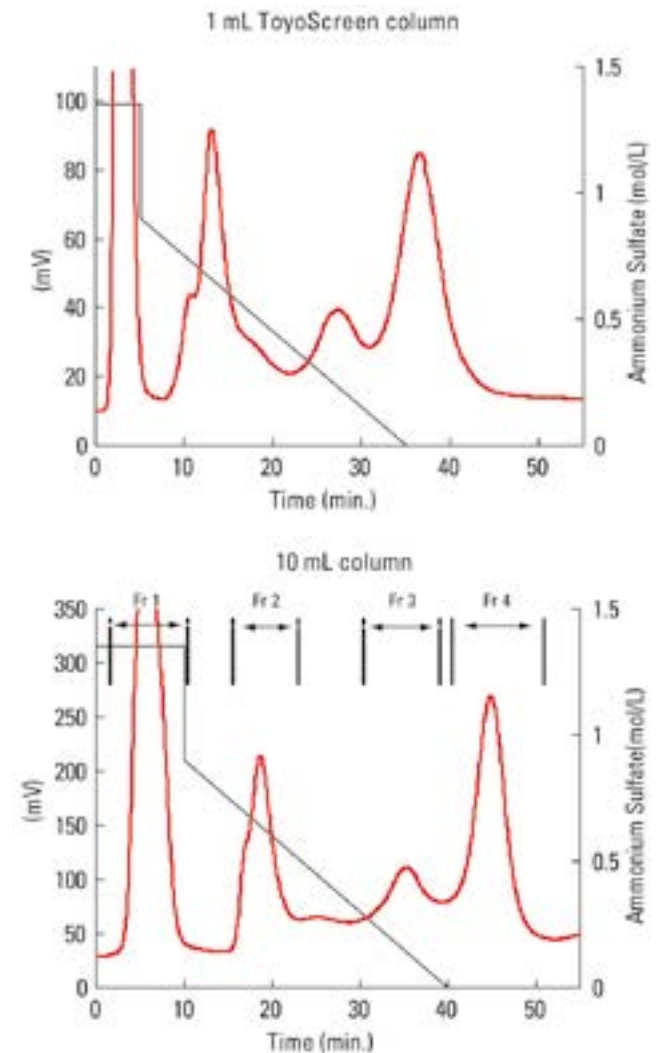 1 mL ToyoScreen column
100
80
60
40
20
0
(mV)
1.5
1
0.5
0
Ammonium Sulfate (mol/L)
0 10 20 30 40 50
Time (min.)
10 mL column
Fr 1 Fr 2 Fr 3 Fr 4
350
300
250
200
150
100
50
0
(mV)
1.5
1
0.5
0
Ammonium Sulfate(mol/L)
0 10 20 30 40 50
Time (min.)